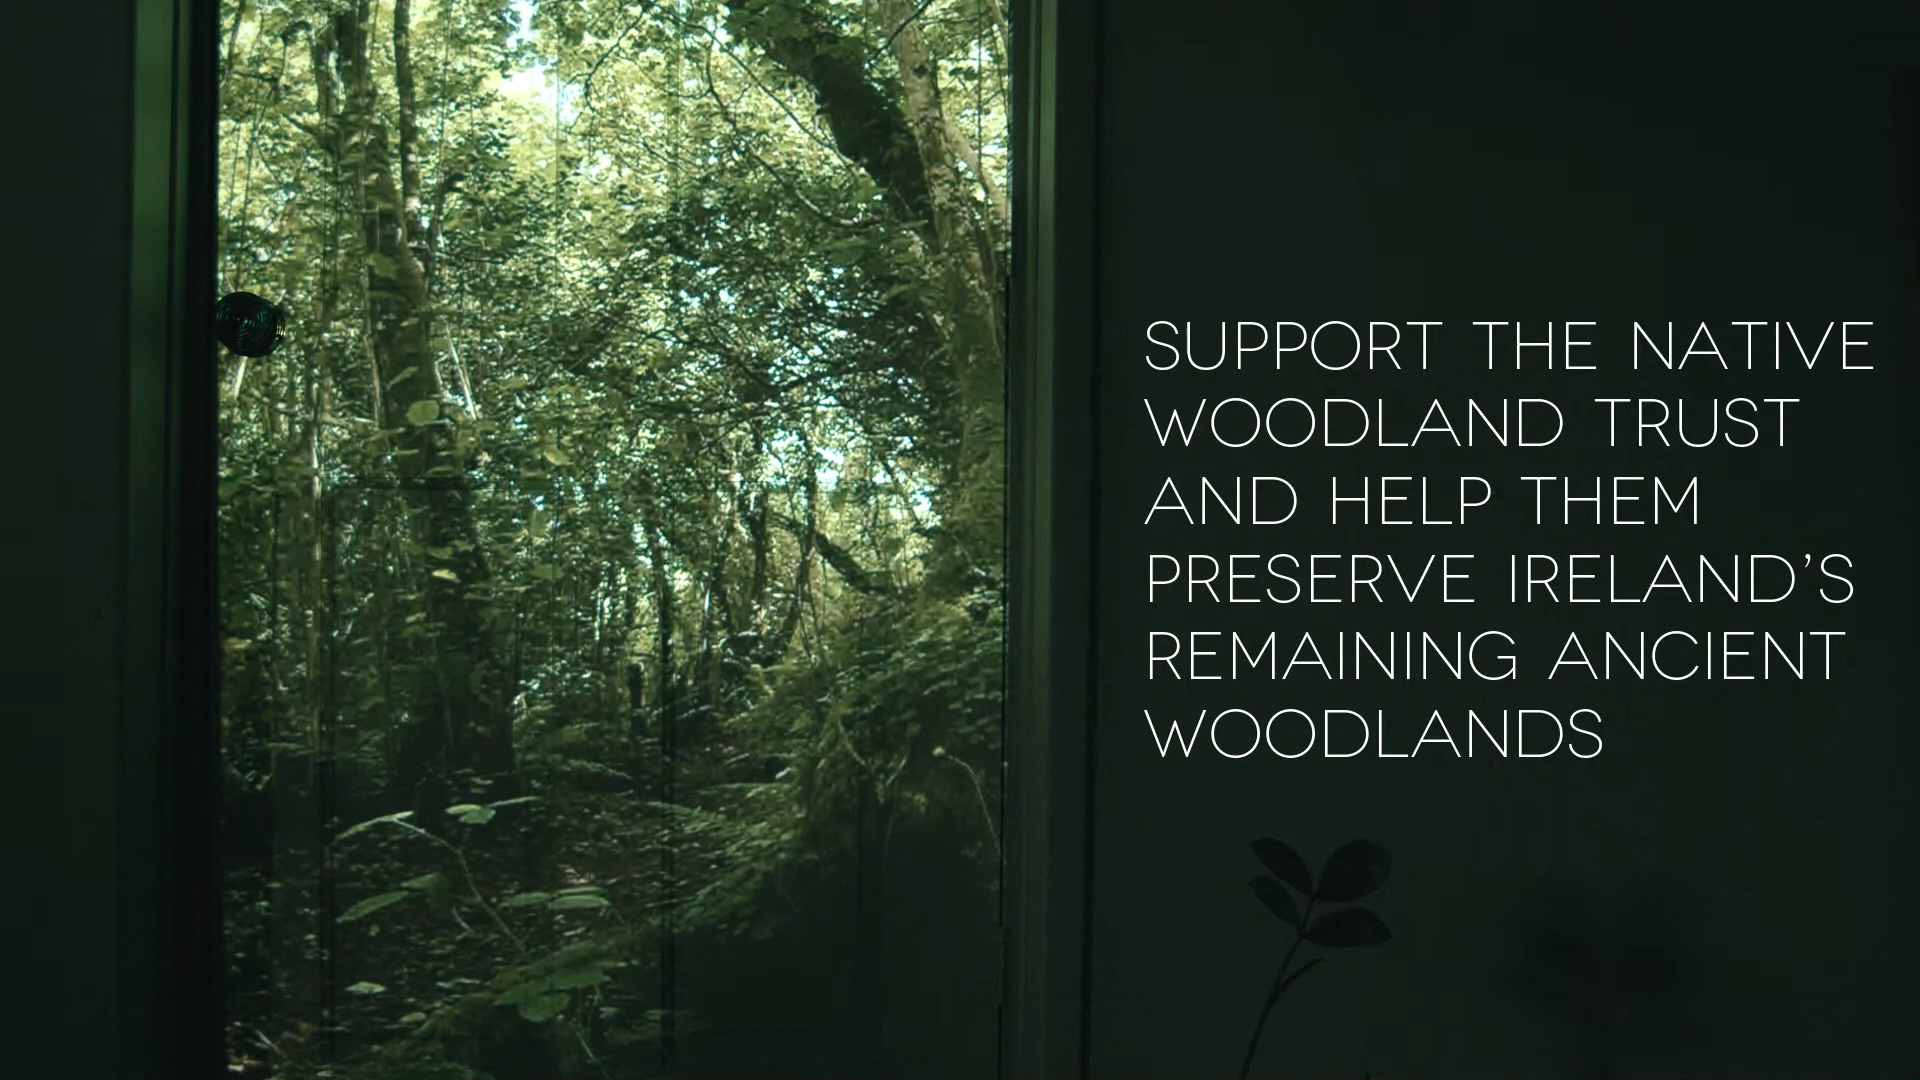 SUPPORT THE NATIVE
WOODLAND TRUST
AND HELP THEM
PRESERVE IRELAND’S
REMAINING ANCIENT
WOODLANDS